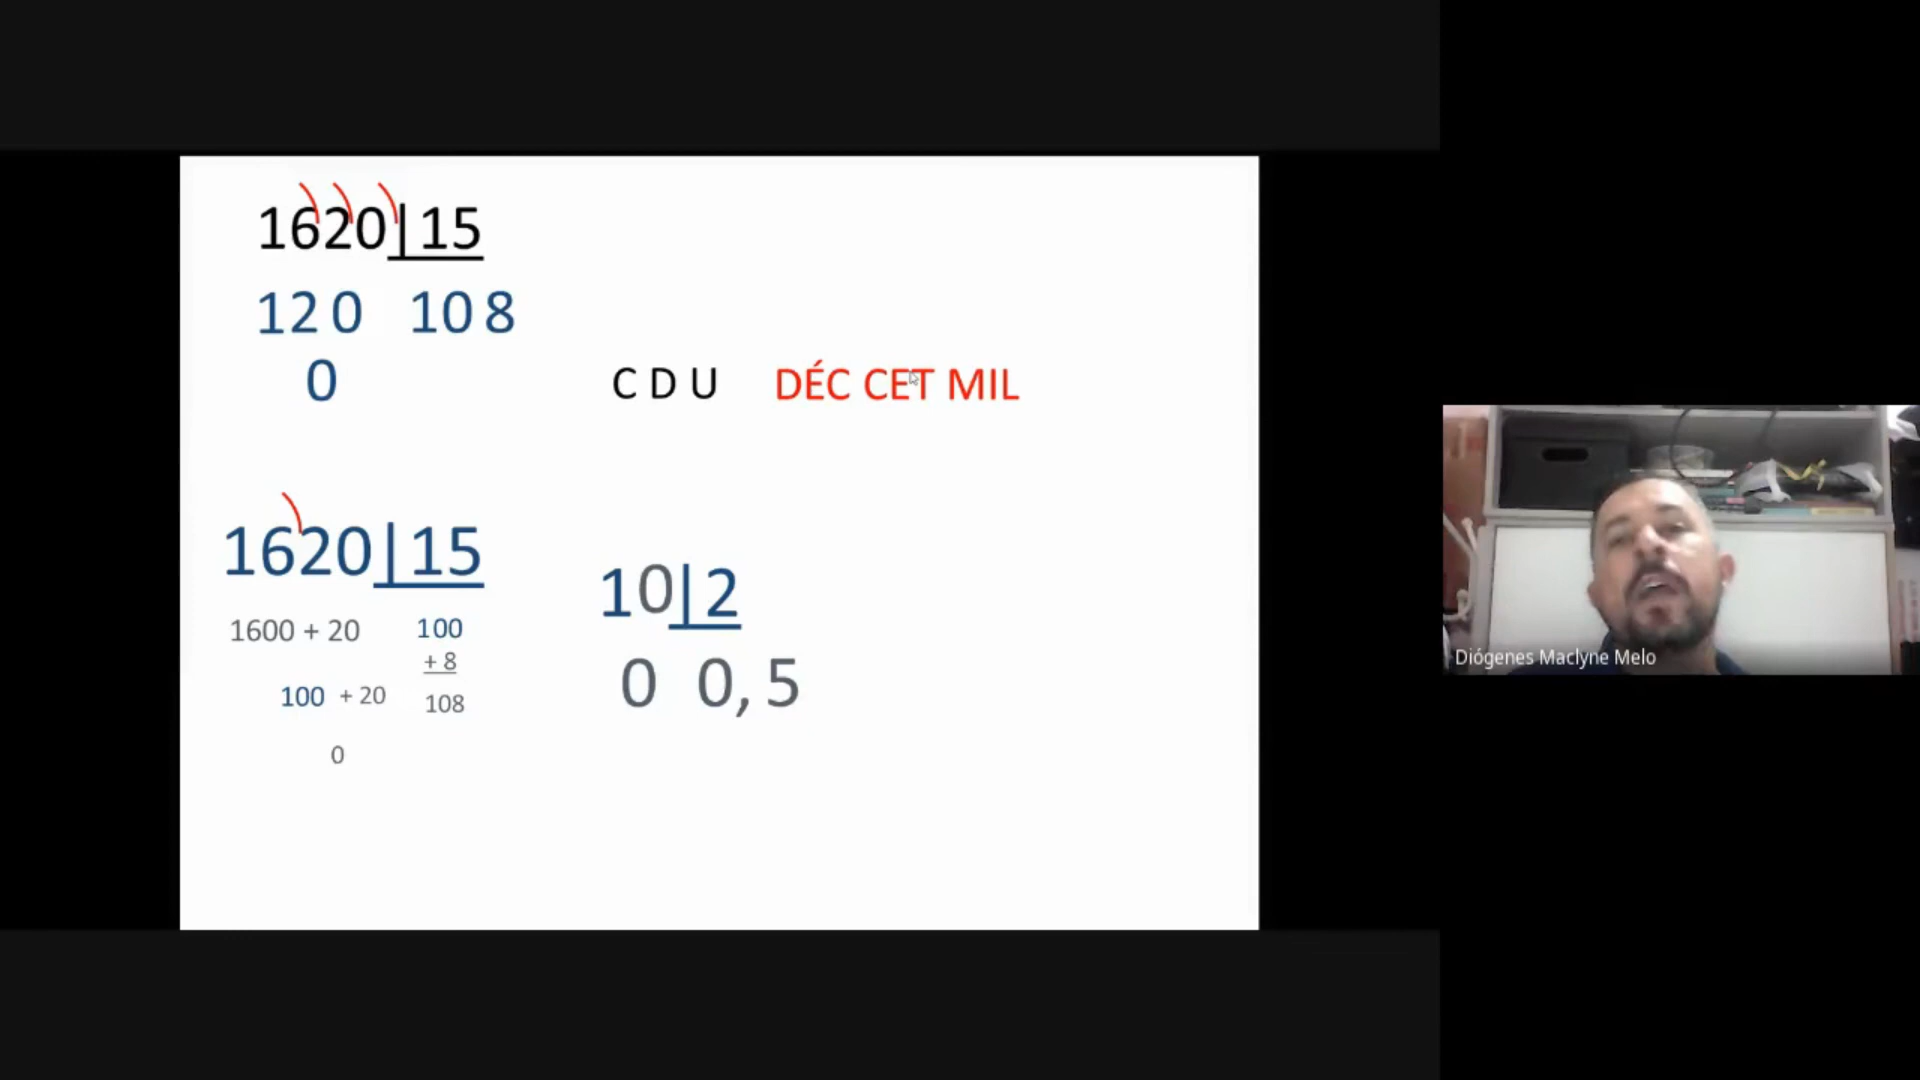 1620|15
120 108
0
C D U DÉC CET MIL
1620|15
1600 + 20 100
+ 8
100 + 20 108
0
10|2
0 0,5
Diógenes Maclyne Melo